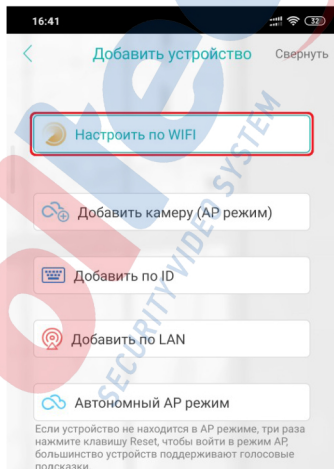 16:41
32
Добавить устройство
Свернуть
Настроить по WIFI
Добавить камеру (AP режим)
Добавить по ID
Добавить по LAN
Автономный AP режим
Если устройство не находится в AP режиме, три раза
нажмите клавишу Reset, чтобы войти в режим AP,
большинство устройств поддерживают голосовые
подсказки
SECURITY VIDEO SYSTEM